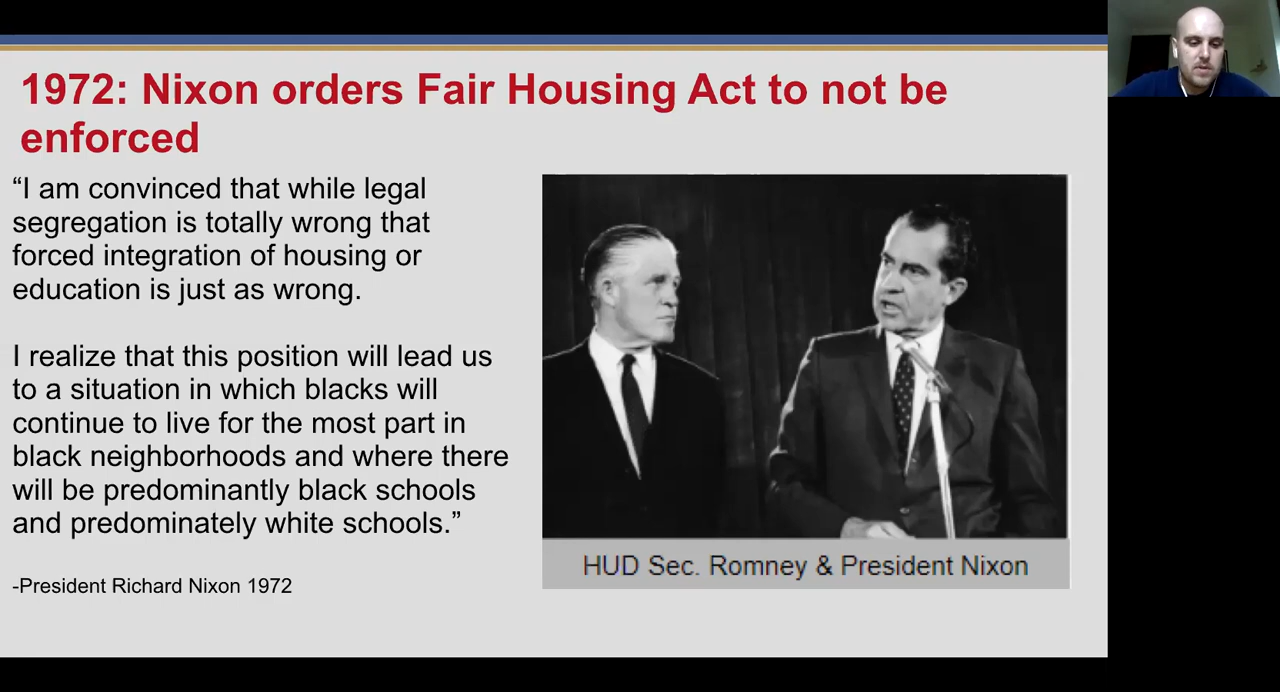 1972: Nixon orders Fair Housing Act to not be
enforced
“I am convinced that while legal
segregation is totally wrong that
forced integration of housing or
education is just as wrong.
I realize that this position will lead us
to a situation in which blacks will
continue to live for the most part in
black neighborhoods and where there
will be predominantly black schools
and predominately white schools.”
-President Richard Nixon 1972
HUD Sec. Romney & President Nixon